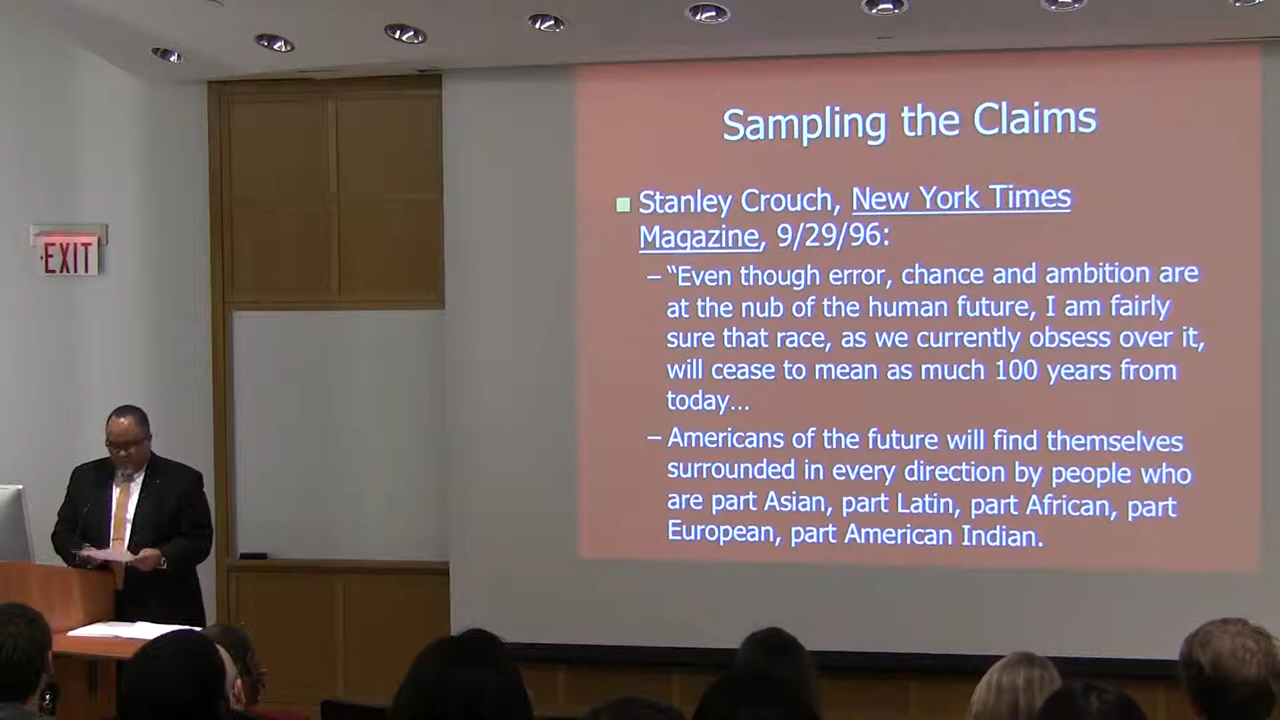 Sampling the Claims
Stanley Crouch, New York Times
Magazine, 9/29/96:
– “Even though error, chance and ambition are
at the nub of the human future, I am fairly
sure that race, as we currently obsess over it,
will cease to mean as much 100 years from
today…
– Americans of the future will find themselves
surrounded in every direction by people who
are part Asian, part Latin, part African, part
European, part American Indian.
EXIT